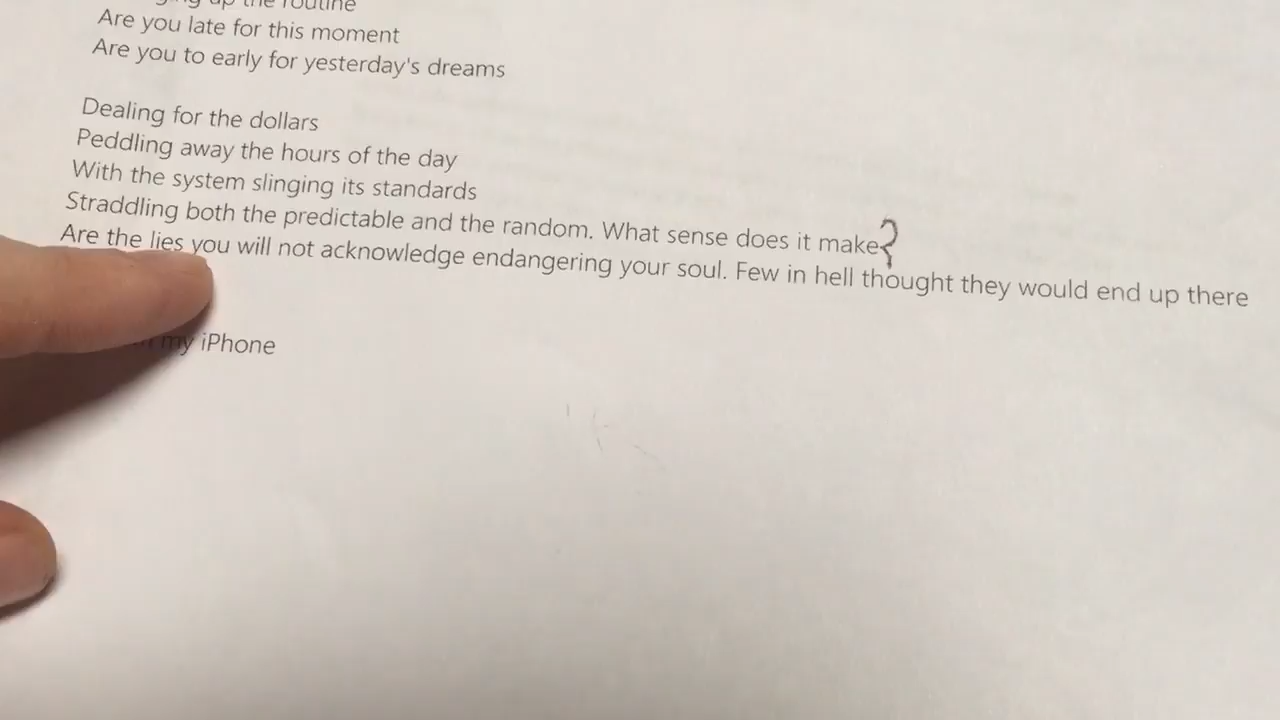 up the routine
Are you late for this moment
Are you to early for yesterday's dreams
Dealing for the dollars
Peddling away the hours of the day
With the system slinging its standards
Straddling both the predictable and the random. What sense does it make?
Are the lies you will not acknowledge endangering your soul. Few in hell thought they would end up there
my iPhone